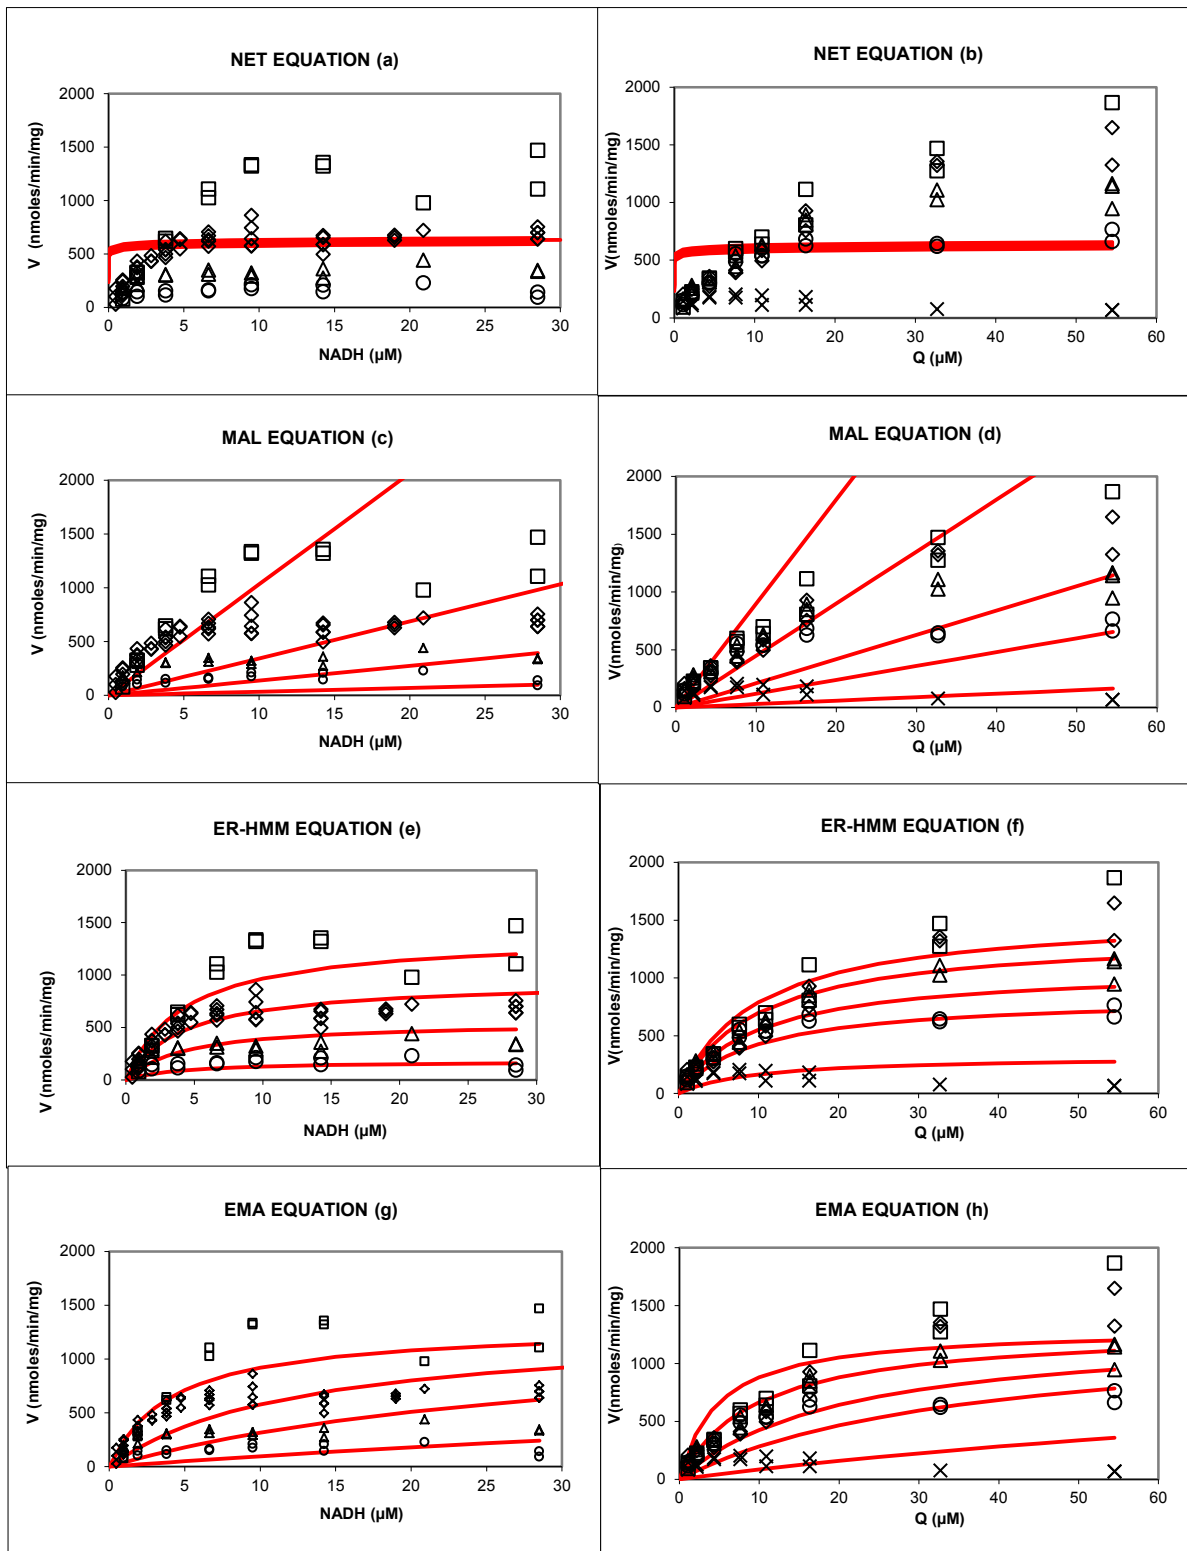 NET EQUATION (a)
V (nmoles/min/mg)
2000
1500
1000
500
0
0 5 10 15 20 25 30
NADH (µM)
NET EQUATION (b)
V(nmoles/min/mg)
2000
1500
1000
500
0
0 10 20 30 40 50 60
Q (µM)
MAL EQUATION (c)
V (nmoles/min/mg)
2000
1500
1000
500
0
0 5 10 15 20 25 30
NADH (µM)
MAL EQUATION (d)
V(nmoles/min/mg)
2000
1500
1000
500
0
0 10 20 30 40 50 60
Q (µM)
ER-HMM EQUATION (e)
V (nmoles/min/mg)
2000
1500
1000
500
0
0 5 10 15 20 25 30
NADH (µM)
ER-HMM EQUATION (f)
V(nmoles/min/mg)
2000
1500
1000
500
0
0 10 20 30 40 50 60
Q (µM)
EMA EQUATION (g)
V (nmoles/min/mg)
2000
1500
1000
500
0
0 5 10 15 20 25 30
NADH (µM)
EMA EQUATION (h)
V(nmoles/min/mg)
2000
1500
1000
500
0
0 10 20 30 40 50 60
Q (µM)